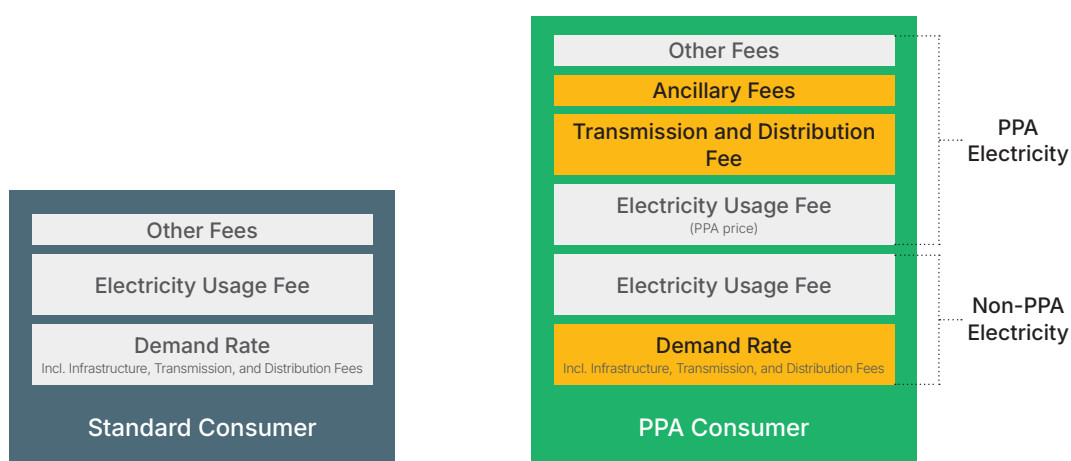 Other Fees
Electricity Usage Fee
Demand Rate
Incl. Infrastructure, Transmission, and Distribution Fees
Standard Consumer
Other Fees
Ancillary Fees
Transmission and Distribution
Fee
Electricity Usage Fee
(PPA price)
Electricity Usage Fee
Demand Rate
Incl. Infrastructure, Transmission, and Distribution Fees
PPA Consumer
PPA
Electricity
Non-PPA
Electricity